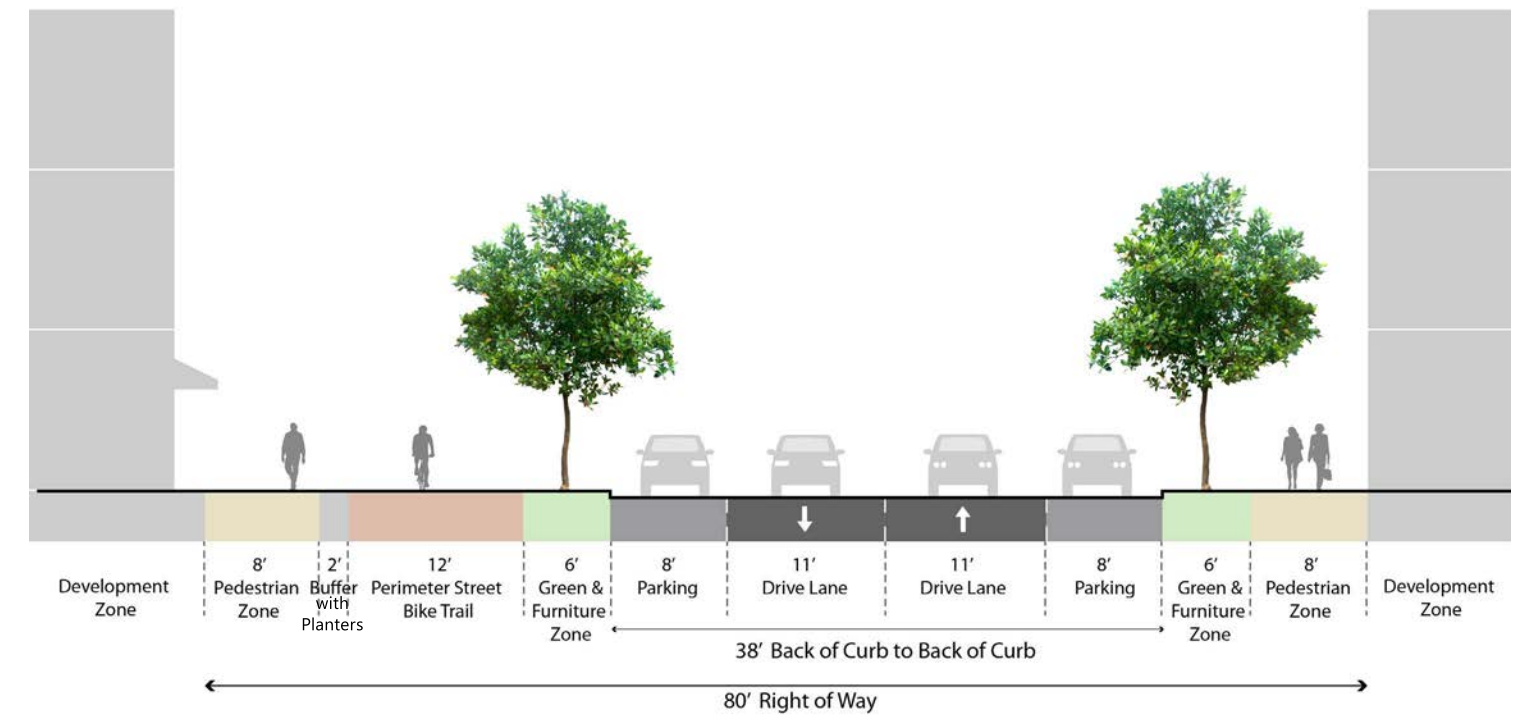 Development
Zone
8’
Pedestrian
Zone
2’
Buffer
with
Planters
12’
Perimeter Street
Bike Trail
6’
Green &
Furniture
Zone
8’
Parking
11’
Drive Lane
11’
Drive Lane
8’
Parking
6’
Green &
Furniture
Zone
8’
Pedestrian
Zone
Development
Zone
38’ Back of Curb to Back of Curb
80’ Right of Way